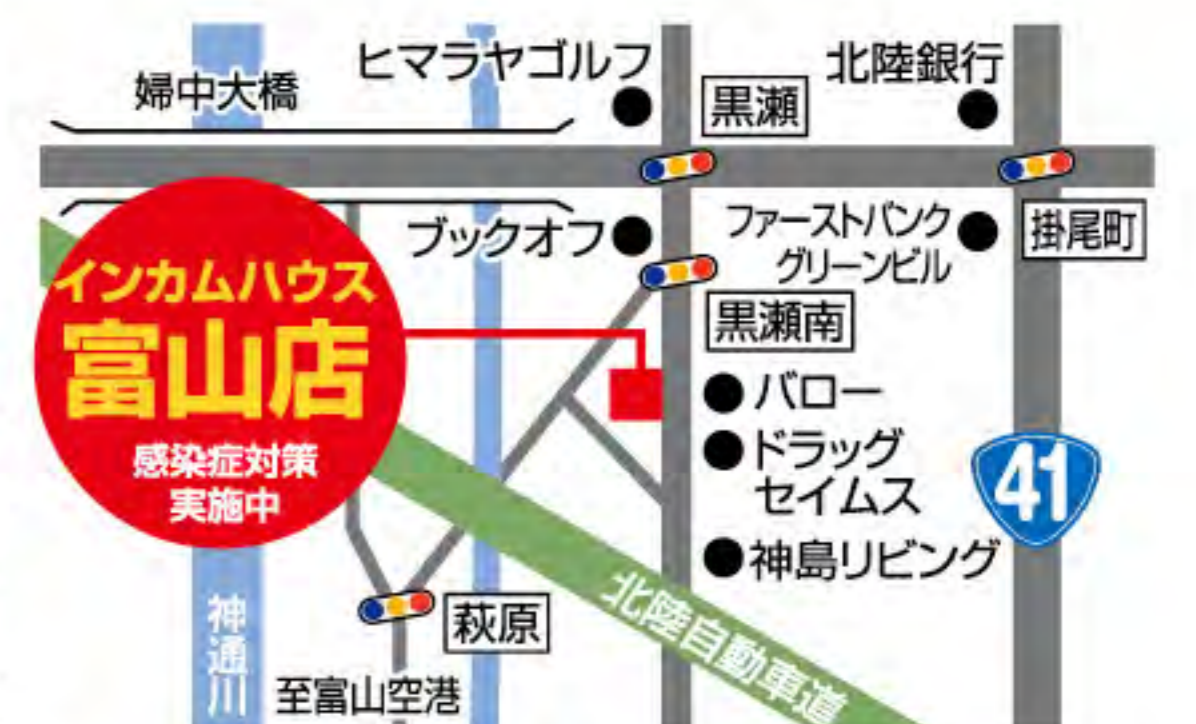 ヒマラヤゴルフ
北陸銀行
婦中大橋
黒瀬
ブックオフ
ファーストバンク
グリーンビル
掛尾町
インカムハウス
富山店
感染症対策
実施中
黒瀬南
バロー
ドラッグ
セイムス
41
神島リビング
北陸自動車道
萩原
神通川
至富山空港